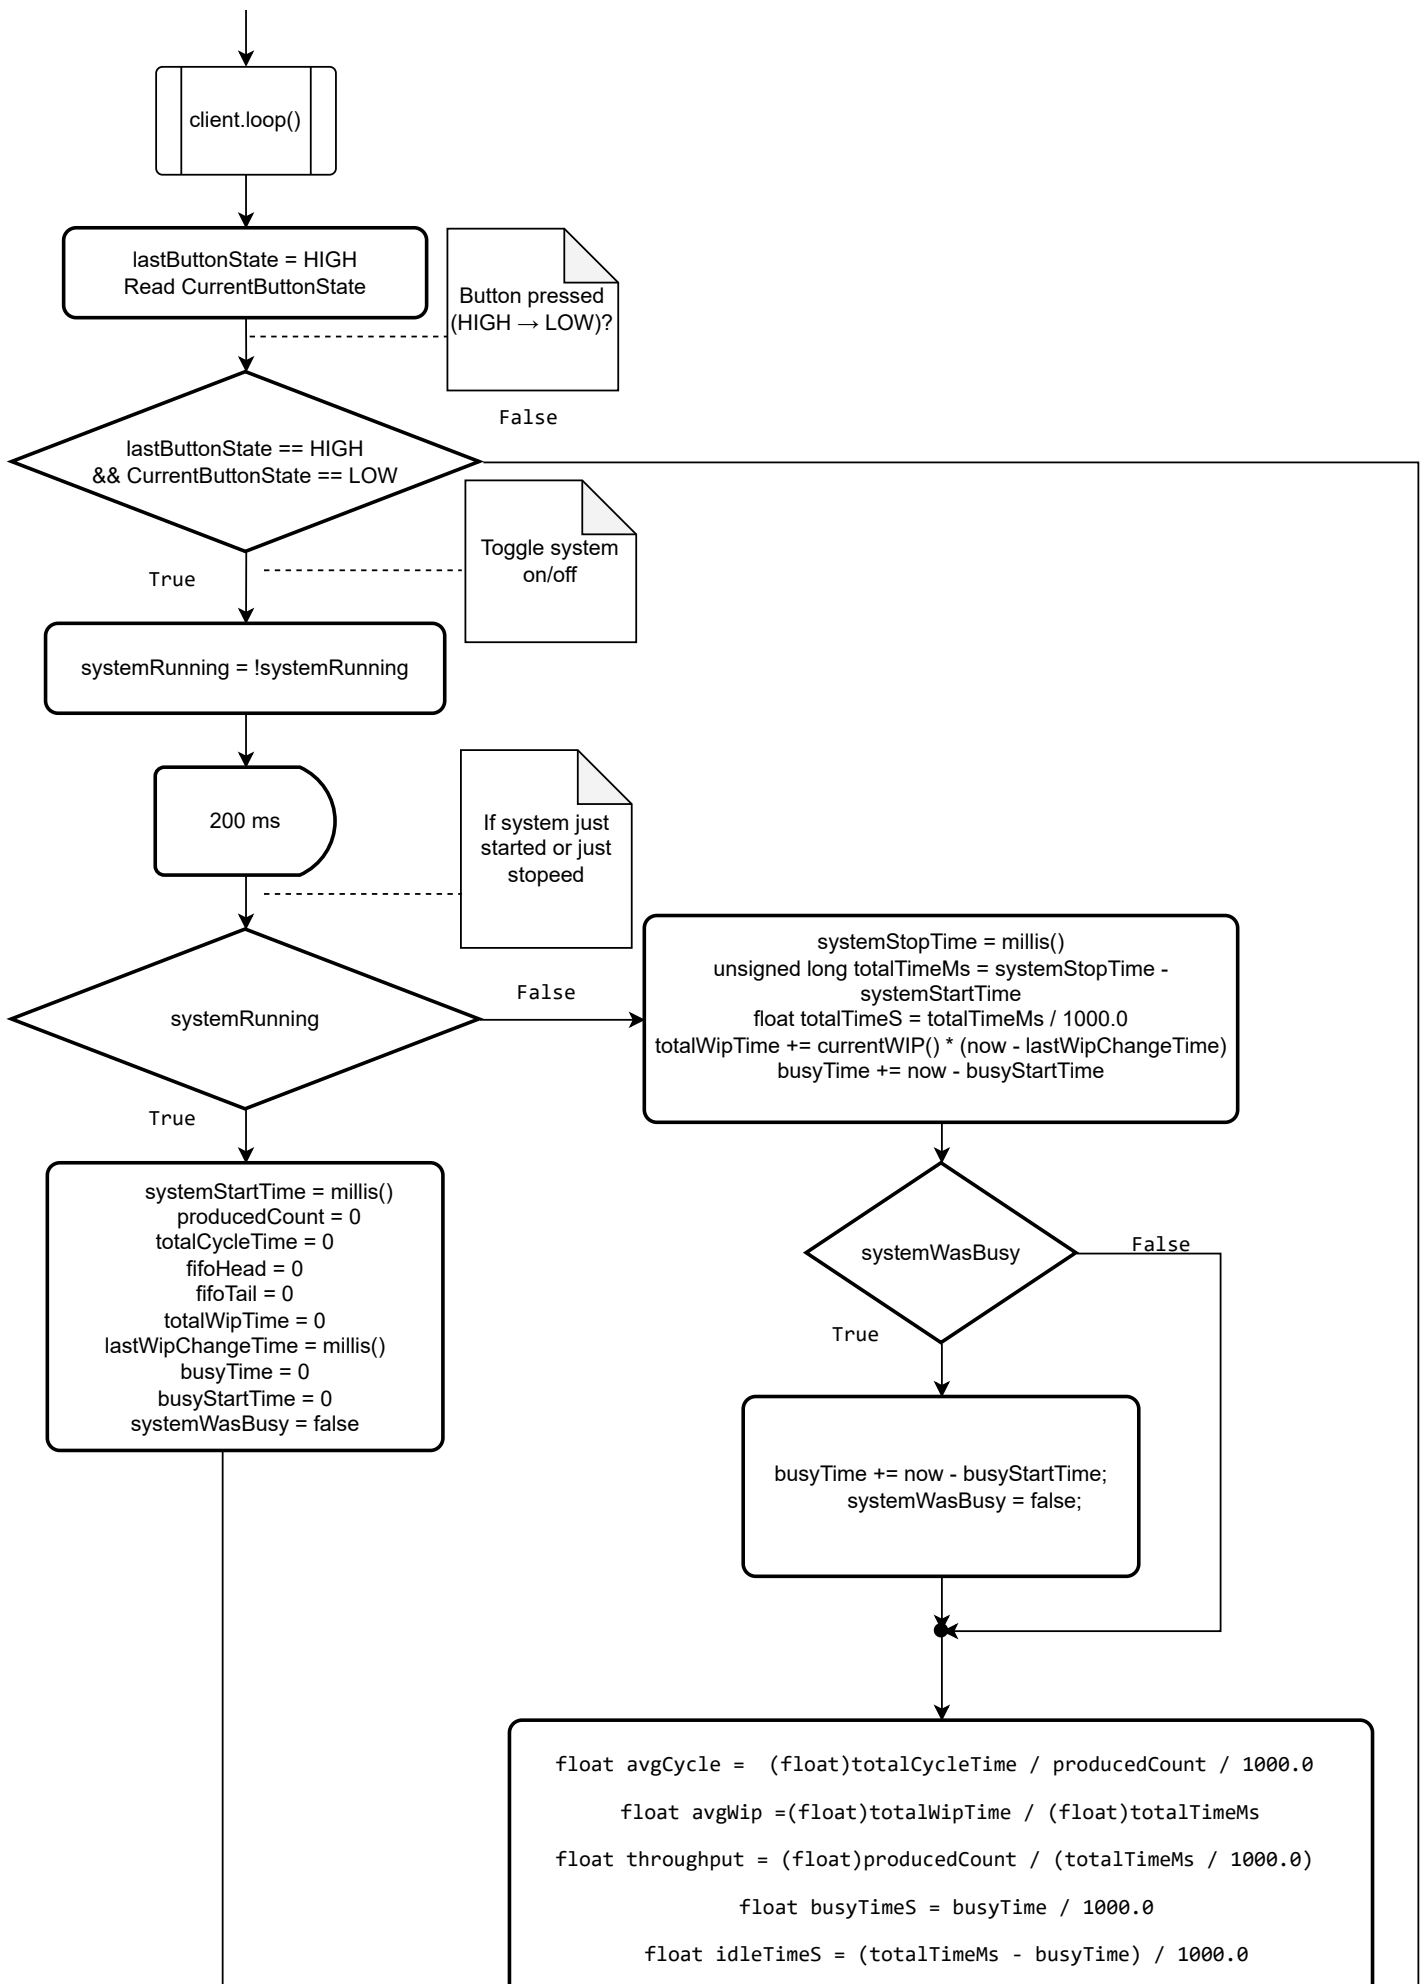 client.loop()
lastButtonState = HIGH
Read CurrentButtonState
Button pressed
(HIGH → LOW)?
False
lastButtonState == HIGH
&& CurrentButtonState == LOW
Toggle system
on/off
True
systemRunning = !systemRunning
200 ms
If system just
started or just
stopeed
systemRunning
False
systemStopTime = millis()
unsigned long totalTimeMs = systemStopTime -
systemStartTime
float totalTimeS = totalTimeMs / 1000.0
totalWipTime += currentWIP() * (now - lastWipChangeTime)
busyTime += now - busyStartTime
True
systemStartTime = millis()
producedCount = 0
totalCycleTime = 0
fifoHead = 0
fifoTail = 0
totalWipTime = 0
lastWipChangeTime = millis()
busyTime = 0
busyStartTime = 0
systemWasBusy = false
systemWasBusy
False
True
busyTime += now - busyStartTime;
systemWasBusy = false;
float avgCycle =  (float)totalCycleTime / producedCount / 1000.0
float avgWip =(float)totalWipTime / (float)totalTimeMs
float throughput = (float)producedCount / (totalTimeMs / 1000.0)
float busyTimeS = busyTime / 1000.0
float idleTimeS = (totalTimeMs - busyTime) / 1000.0